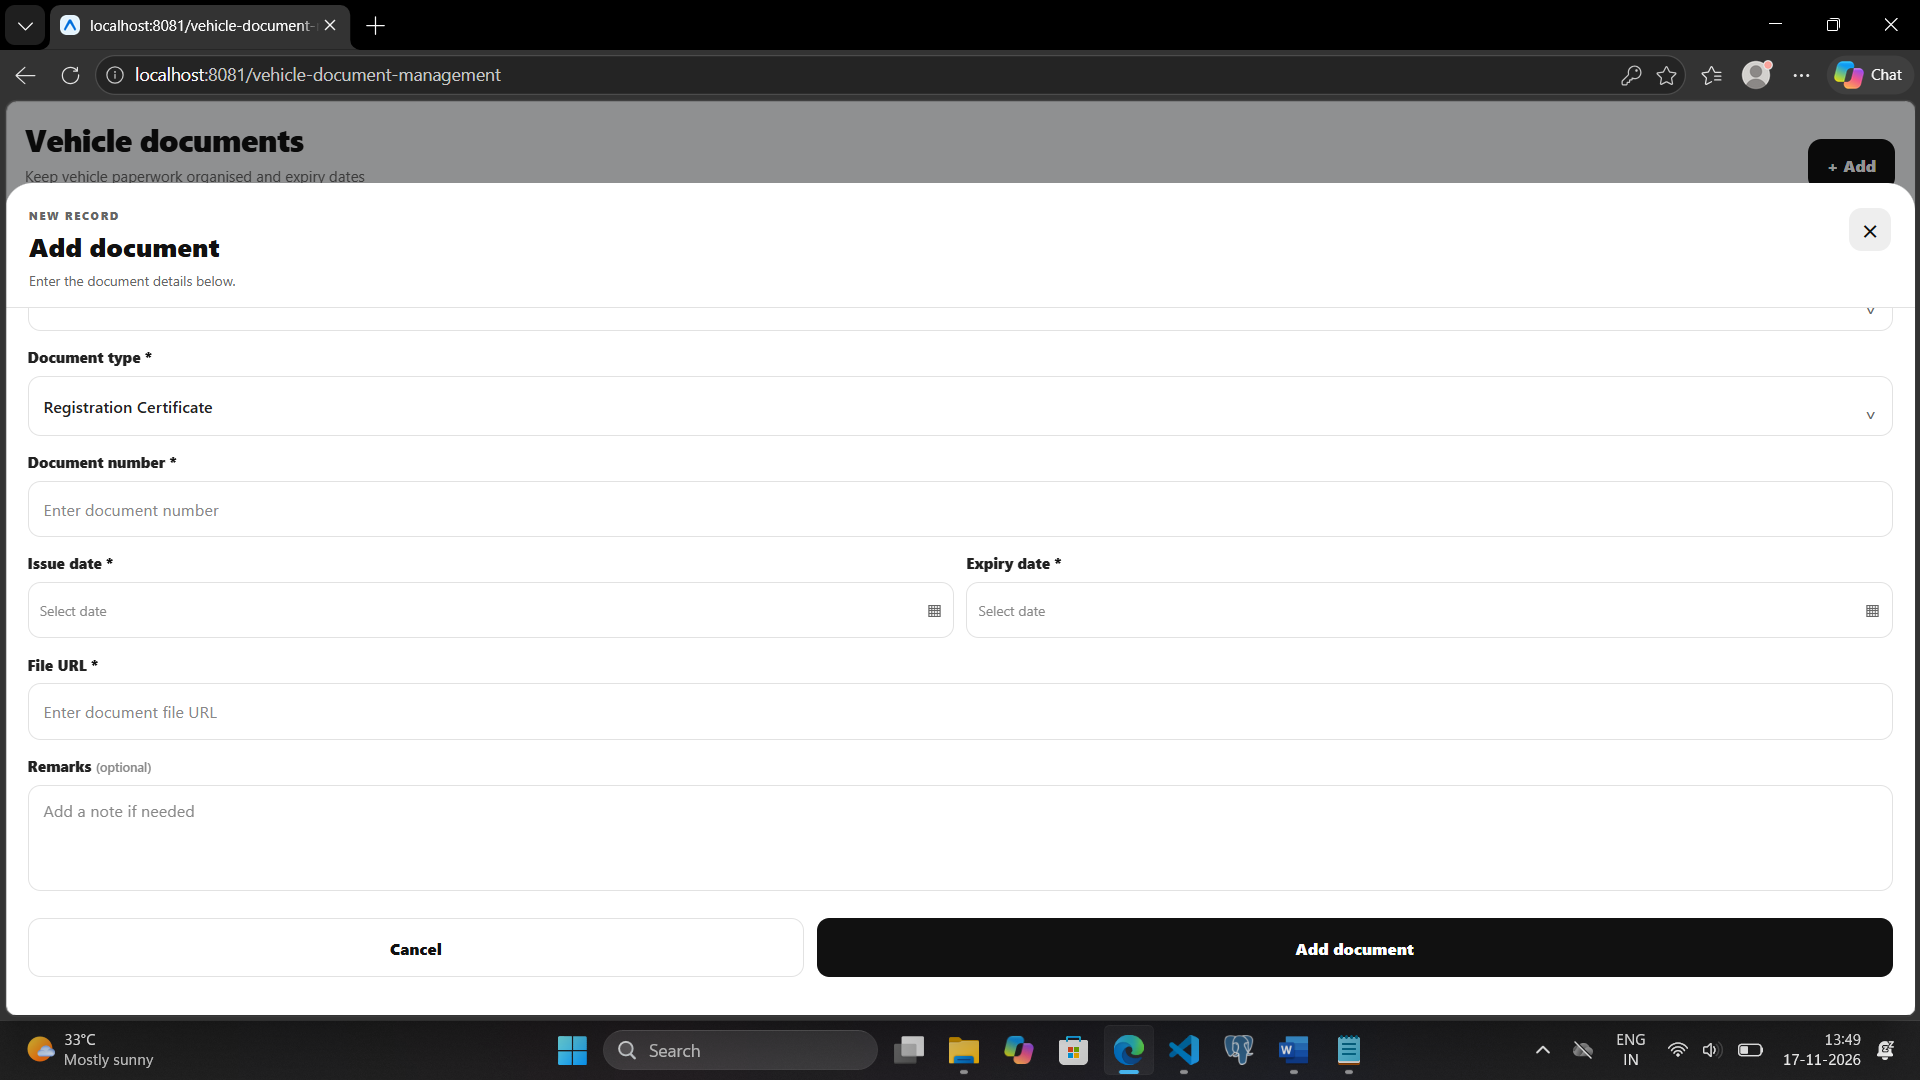 localhost:8081/vehicle-document-
localhost:8081/vehicle-document-management
Chat
Vehicle documents
Keep vehicle paperwork organised and expiry dates
+ Add
NEW RECORD
Add document
Enter the document details below.
Document type *
Registration Certificate
Document number *
Enter document number
Issue date *
Expiry date *
Select date
Select date
File URL *
Enter document file URL
Remarks (optional)
Add a note if needed
Cancel
Add document
33°C
Mostly sunny
Search
ENG
IN
13:49
17-11-2026